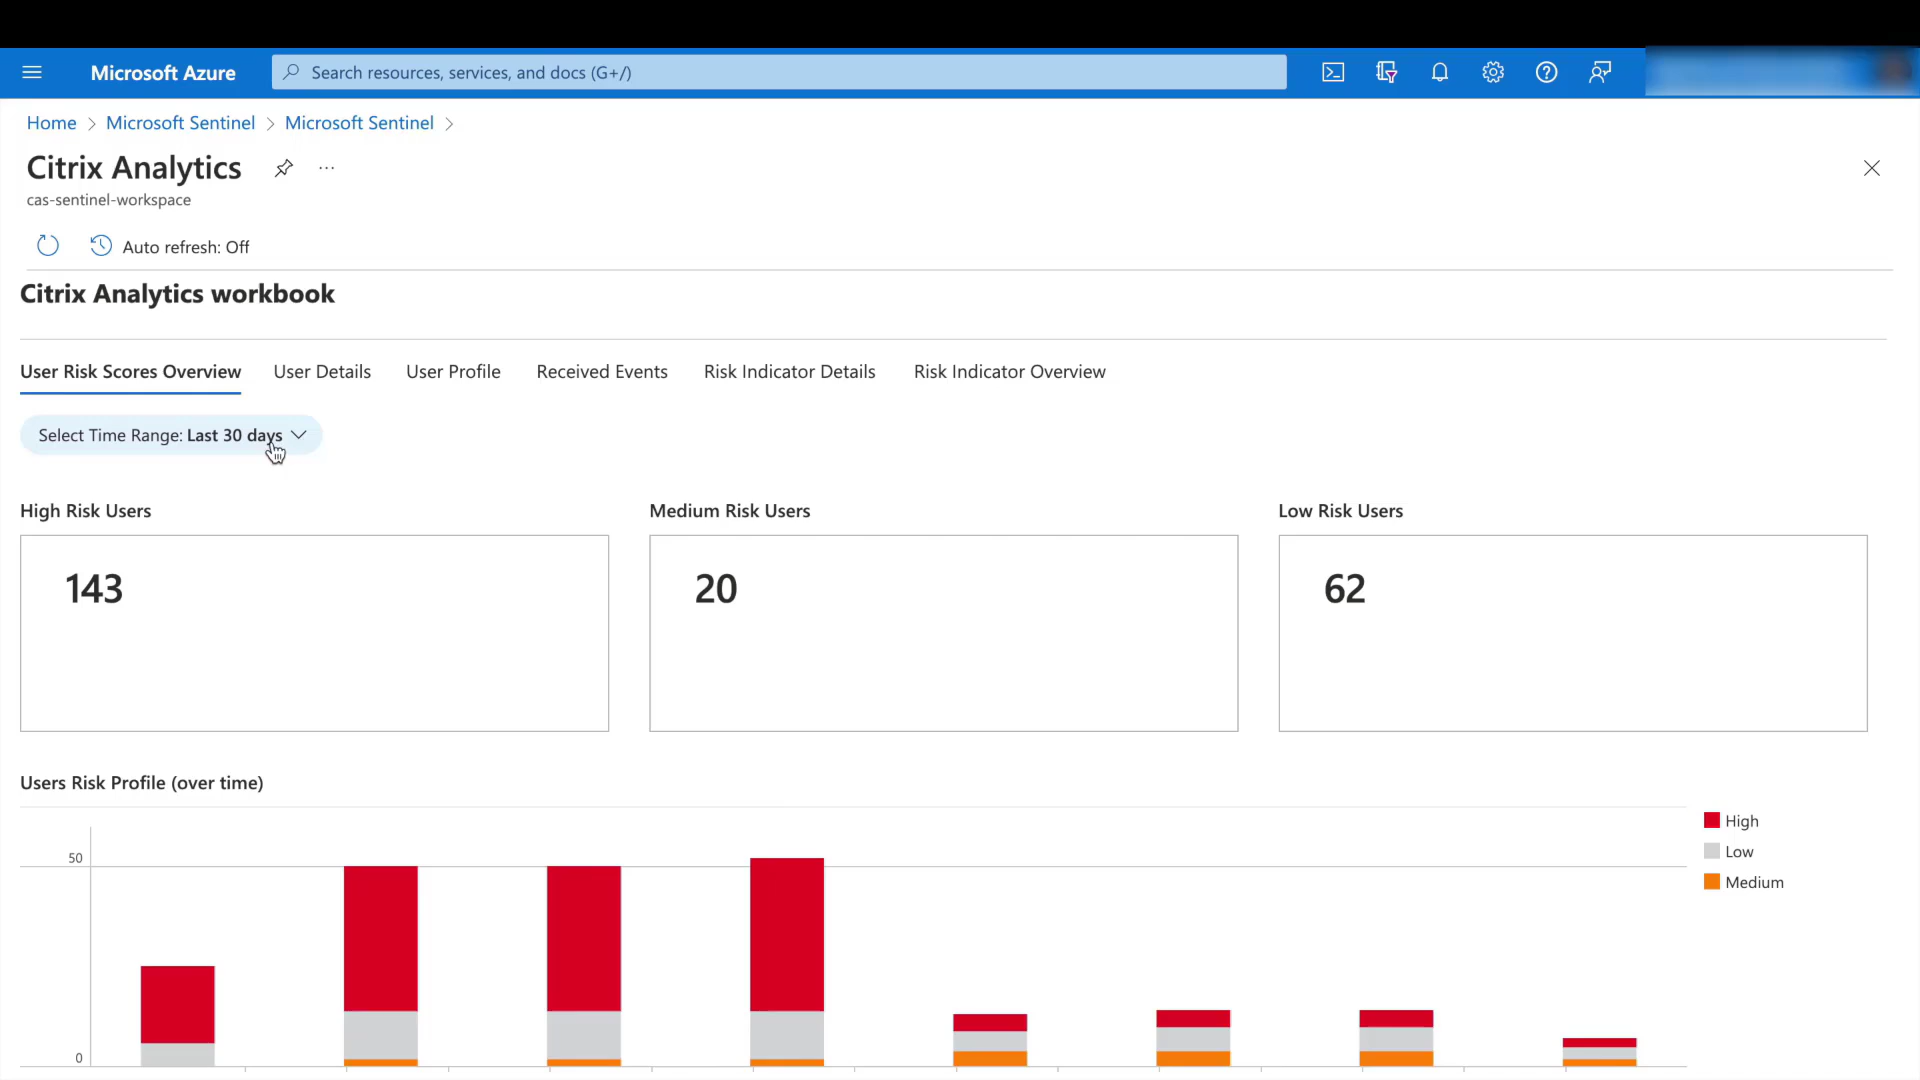 Microsoft Azure
Search resources, services, and docs (G+/)
Home > Microsoft Sentinel > Microsoft Sentinel >
Citrix Analytics ...
cas-sentinel-workspace
Auto refresh: Off
Citrix Analytics workbook
User Risk Scores Overview User Details User Profile Received Events Risk Indicator Details Risk Indicator Overview
Select Time Range: Last 30 days
High Risk Users Medium Risk Users Low Risk Users
143 20 62
Users Risk Profile (over time)
High
Low
Medium
50
0